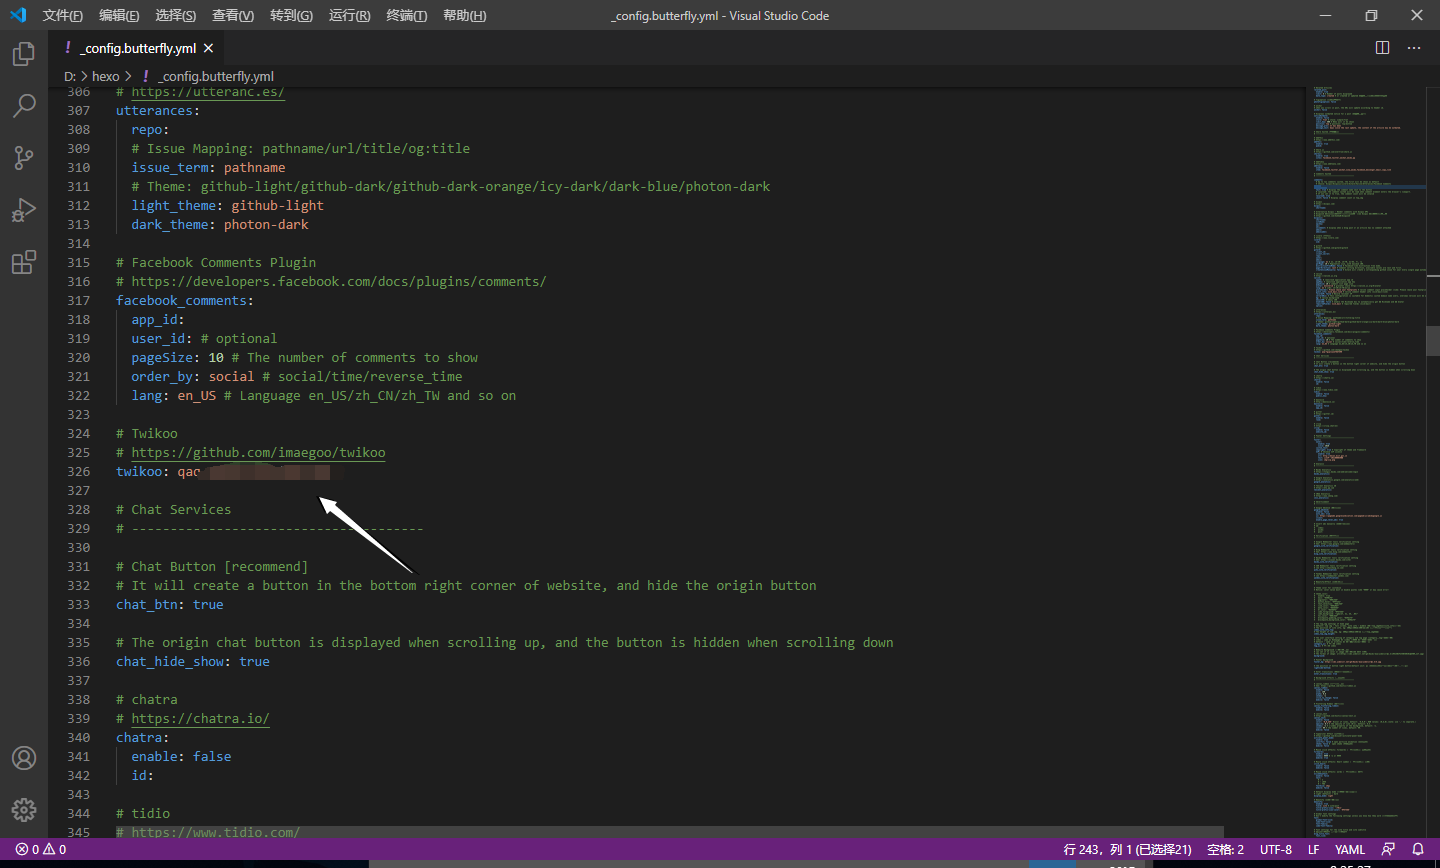 文件(F) 编辑(E) 选择(S) 查看(V) 转到(G) 运行(R) 终端(T) 帮助(H) _config.butterfly.yml - Visual Studio Code
! _config.butterfly.yml ×
D: > hexo > ! _config.butterfly.yml
306 # https://utteranc.es/
307 utterances:
308 repo:
309 # Issue Mapping: pathname/url/title/og:title
310 issue_term: pathname
311 # Theme: github-light/github-dark/github-dark-orange/icy-dark/dark-blue/photon-dark
312 light_theme: github-light
313 dark_theme: photon-dark
314
315 # Facebook Comments Plugin
316 # https://developers.facebook.com/docs/plugins/comments/
317 facebook_comments:
318 app_id:
319 user_id: # optional
320 pageSize: 10 # The number of comments to show
321 order_by: social # social/time/reverse_time
322 lang: en_US # Language en_US/zh_CN/zh_TW and so on
323
324 # Twikoo
325 # https://github.com/imaegoo/twikoo
326 twikoo:
327
328 # Chat Services
329 # --------------------------------------
330
331 # Chat Button [recommend]
332 # It will create a button in the bottom right corner of website, and hide the origin button
333 chat_btn: true
334
335 # The origin chat button is displayed when scrolling up, and the button is hidden when scrolling down
336 chat_hide_show: true
337
338 # chatra
339 # https://chatra.io/
340 chatra:
341 enable: false
342 id:
343
344 # tidio
345 # https://www.tidio.com/
0 0 行 243，列 1 (已选择21) 空格: 2 UTF-8 LF YAML